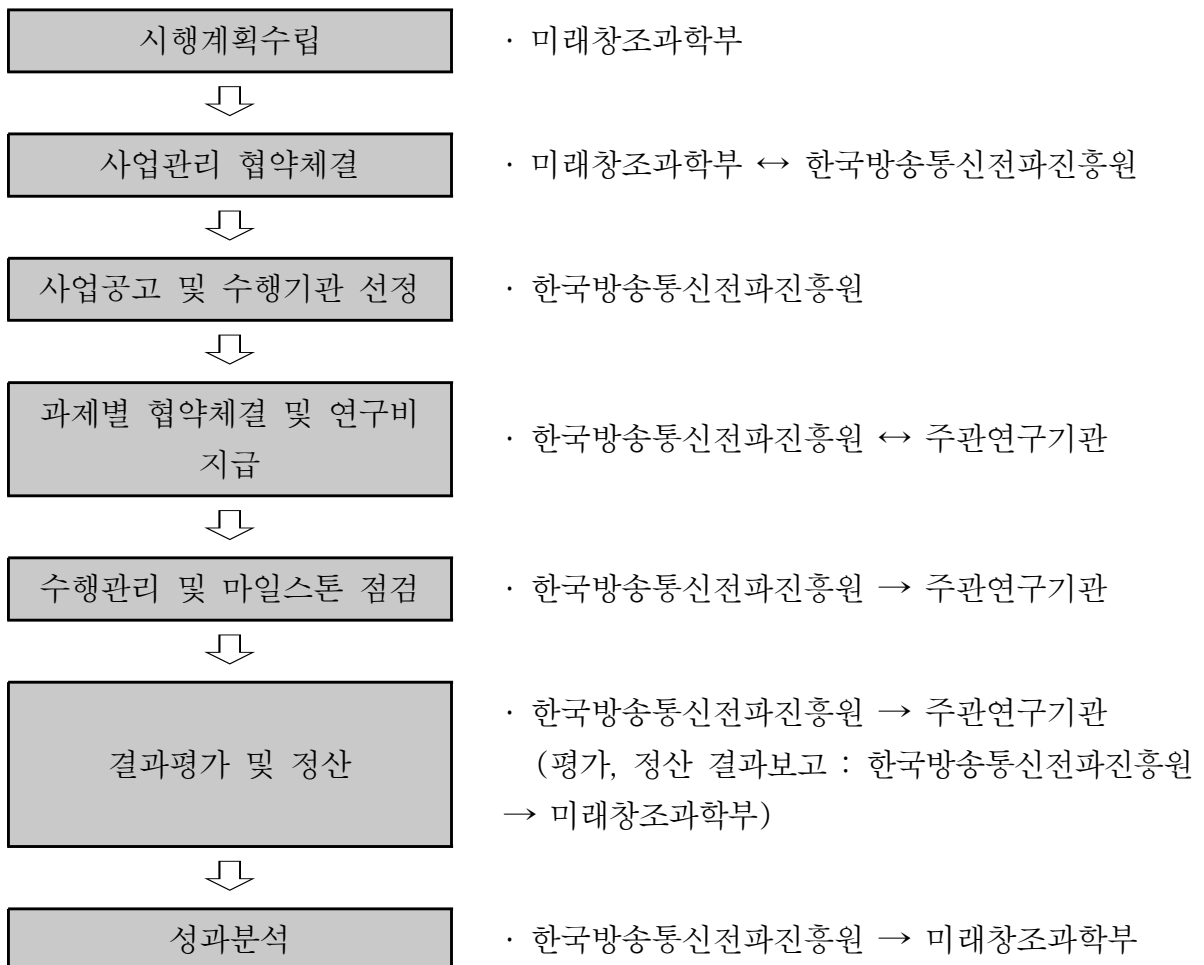 시행계획수립 · 미래창조과학부
사업관리 협약체결 · 미래창조과학부 ↔ 한국방송통신전파진흥원
사업공고 및 수행기관 선정 · 한국방송통신전파진흥원
과제별 협약체결 및 연구비
지급
· 한국방송통신전파진흥원 ↔ 주관연구기관
수행관리 및 마일스톤 점검 · 한국방송통신전파진흥원 → 주관연구기관
결과평가 및 정산
· 한국방송통신전파진흥원 → 주관연구기관
(평가, 정산 결과보고 : 한국방송통신전파진흥원
→ 미래창조과학부)
성과분석 · 한국방송통신전파진흥원 → 미래창조과학부